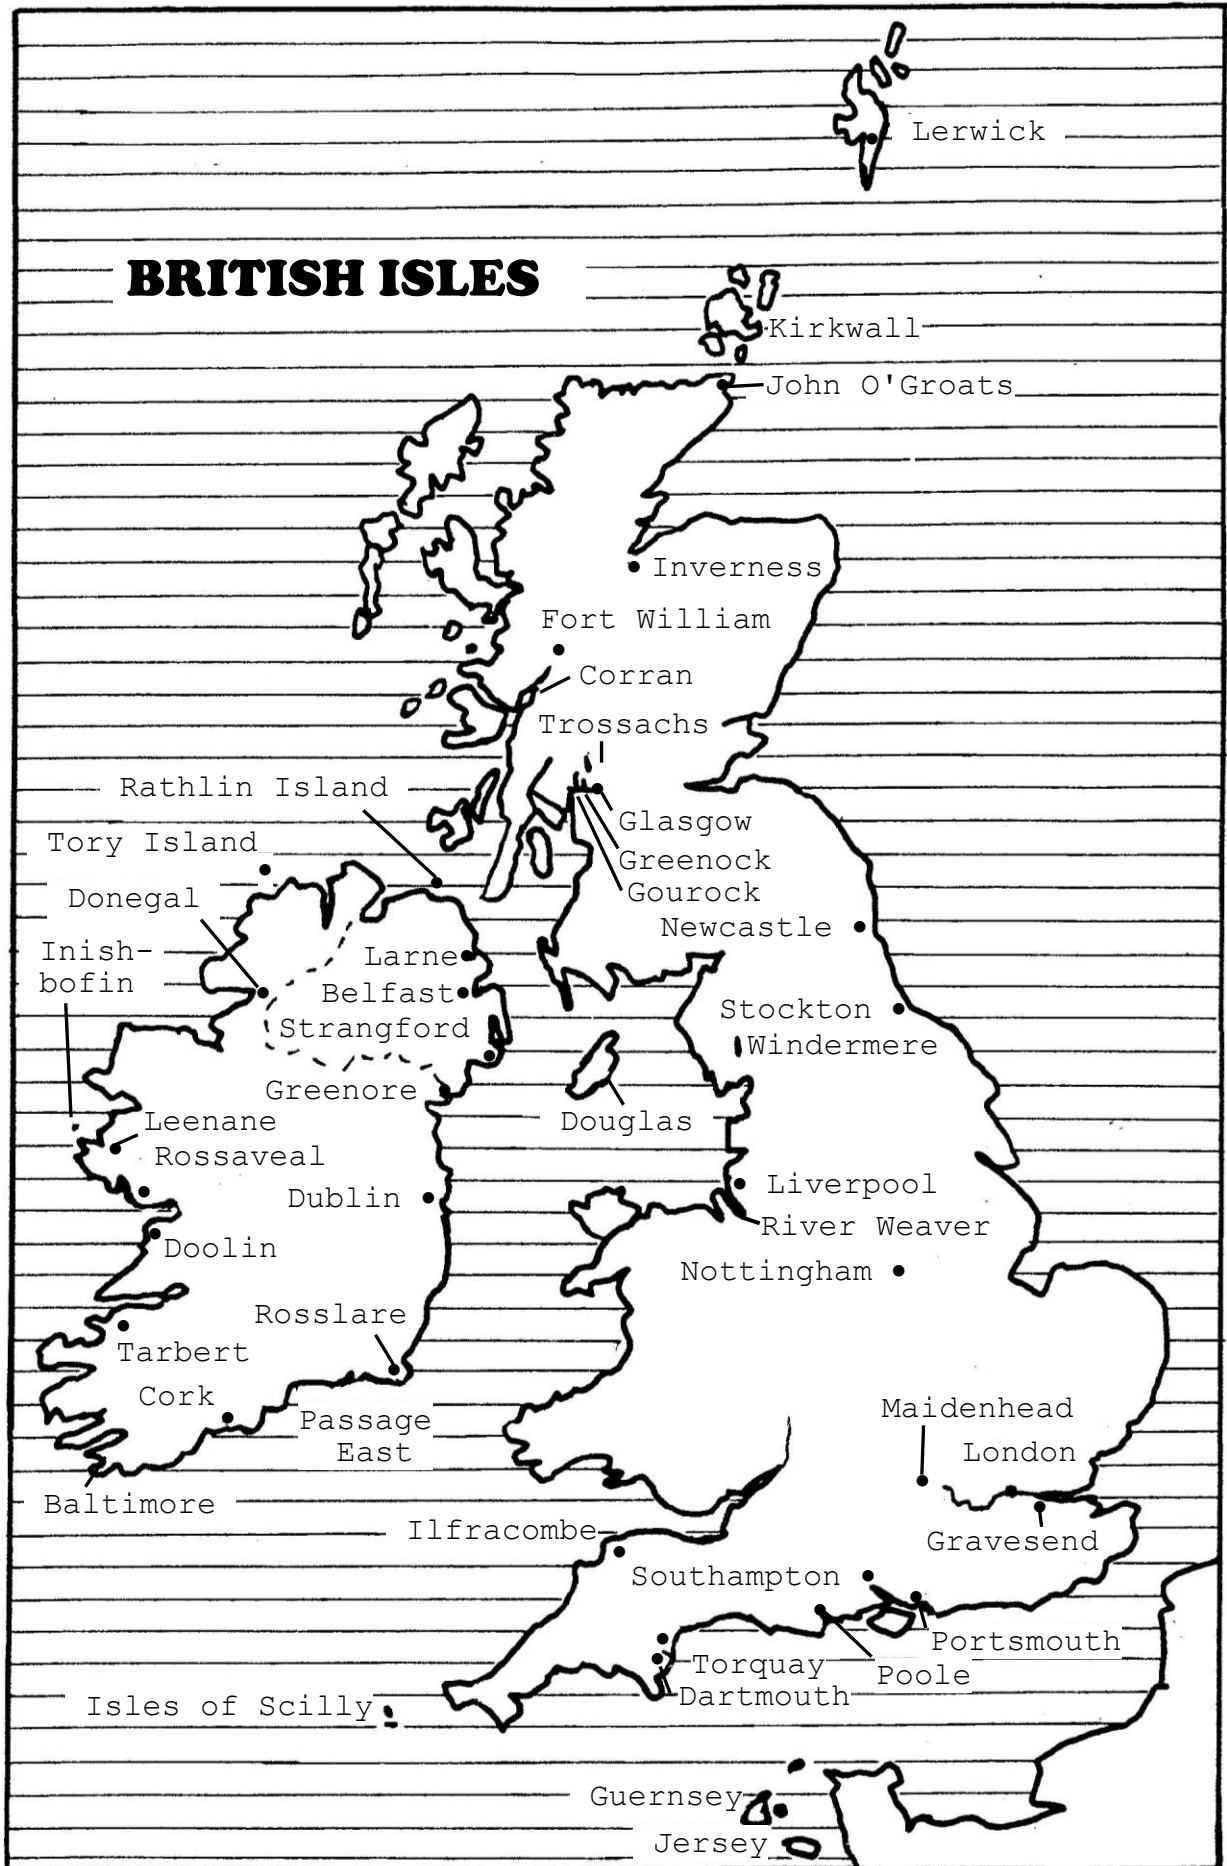 Lerwick
BRITISH ISLES
Kirkwall
John O'Groats
Inverness
Fort William
Corran
Trossachs
Rathlin Island
Glasgow
Tory Island
Greenock
Donegal
Gourock
Newcastle
Inish-
bofin
Larne
Belfast
Stockton
Strangford
Windermere
Greenore
Leenane
Douglas
Rossaveal
Liverpool
Dublin
River Weaver
Doolin
Nottingham
Rosslare
Tarbert
Cork
Maidenhead
Passage
East
London
Baltimore
Ilfracombe
Gravesend
Southampton
Portsmouth
Torquay
Poole
Dartmouth
Isles of Scilly
Guernsey
Jersey